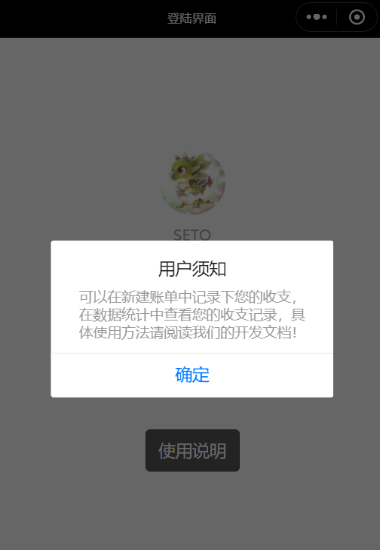 登陆界面
SETO
用户须知
可以在新建账单中记录下您的收支，
在数据统计中查看您的收支记录，具
体使用方法请阅读我们的开发文档！
确定
使用说明